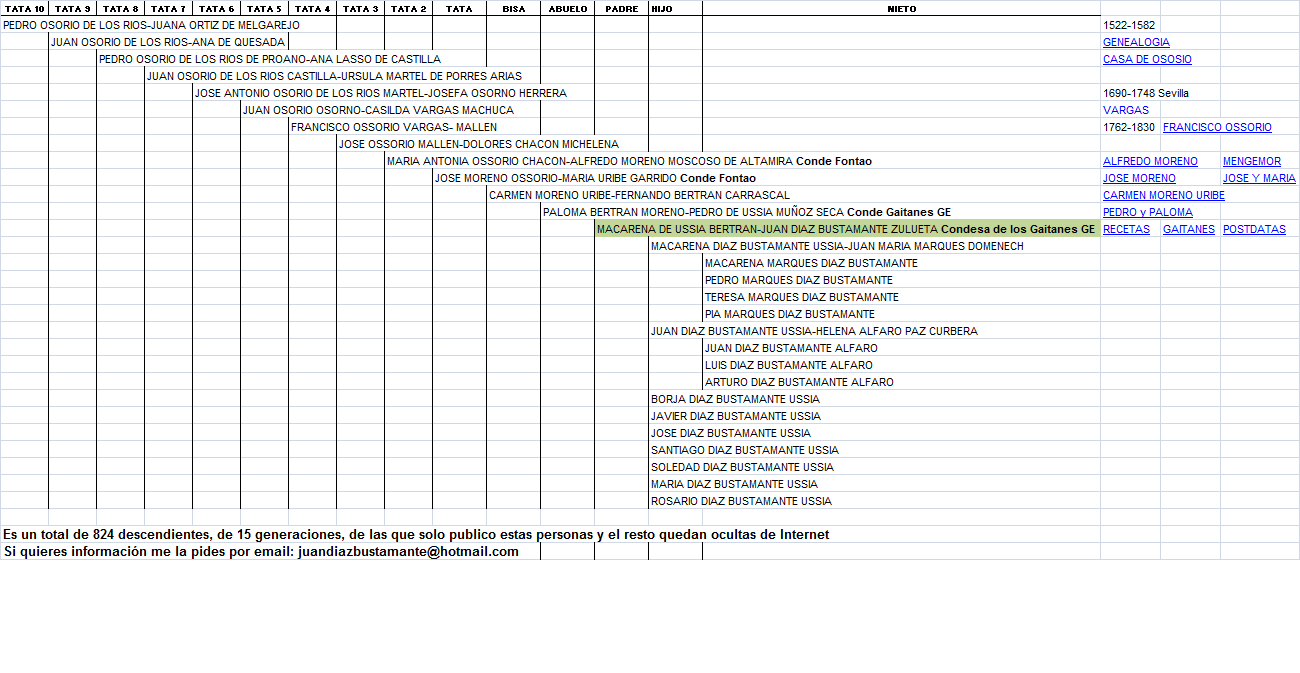 TATA 10 TATA 9 TATA 8 TATA 7 TATA 6 TATA 5 TATA 4 TATA 3 TATA 2 TATA BISA ABUELO PADRE HIJO NIETO
PEDRO OSORIO DE LOS RIOS-JUANA ORTIZ DE MELGAREJO 1522-1582
JUAN OSORIO DE LOS RIOS-ANA DE QUESADA GENEALOGIA
PEDRO OSORIO DE LOS RIOS DE PROANO-ANA LASSO DE CASTILLA CASA DE OSOSIO
JUAN OSORIO DE LOS RIOS CASTILLA-URSULA MARTEL DE PORRES ARIAS
JOSE ANTONIO OSORIO DE LOS RIOS MARTEL-JOSEFA OSORNO HERRERA 1690-1748 Sevilla
JUAN OSORIO OSORNO-CASILDA VARGAS MACHUCA VARGAS
FRANCISCO OSSORIO VARGAS- MALLEN 1762-1830 FRANCISCO OSSORIO
JOSE OSSORIO MALLEN-DOLORES CHACON MICHELENA
MARIA ANTONIA OSSORIO CHACON-ALFREDO MORENO MOSCOSO DE ALTAMIRA Conde Fontao ALFREDO MORENO MENGEMOR
JOSE MORENO OSSORIO-MARIA URIBE GARRIDO Conde Fontao JOSE MORENO JOSE Y MARIA
CARMEN MORENO URIBE-FERNANDO BERTRAN CARRASCAL CARMEN MORENO URIBE
PALOMA BERTRAN MORENO-PEDRO DE USSIA MUÑOZ SECA Conde Gaitanes GE PEDRO y PALOMA
MACARENA DE USSIA BERTRAN-JUAN DIAZ BUSTAMANTE ZULUETA Condesa de los Gaitanes GE RECETAS GAITANES POSTDATAS
MACARENA DIAZ BUSTAMANTE USSIA-JUAN MARIA MARQUES DOMENECH
MACARENA MARQUES DIAZ BUSTAMANTE
PEDRO MARQUES DIAZ BUSTAMANTE
TERESA MARQUES DIAZ BUSTAMANTE
PIA MARQUES DIAZ BUSTAMANTE
JUAN DIAZ BUSTAMANTE USSIA-HELENA ALFARO PAZ CURBERA
JUAN DIAZ BUSTAMANTE ALFARO
LUIS DIAZ BUSTAMANTE ALFARO
ARTURO DIAZ BUSTAMANTE ALFARO
BORJA DIAZ BUSTAMANTE USSIA
JAVIER DIAZ BUSTAMANTE USSIA
JOSE DIAZ BUSTAMANTE USSIA
SANTIAGO DIAZ BUSTAMANTE USSIA
SOLEDAD DIAZ BUSTAMANTE USSIA
MARIA DIAZ BUSTAMANTE USSIA
ROSARIO DIAZ BUSTAMANTE USSIA
Es un total de 824 descendientes, de 15 generaciones, de las que solo publico estas personas y el resto quedan ocultas de Internet
Si quieres información me la pides por email: juandiazbustamante@hotmail.com